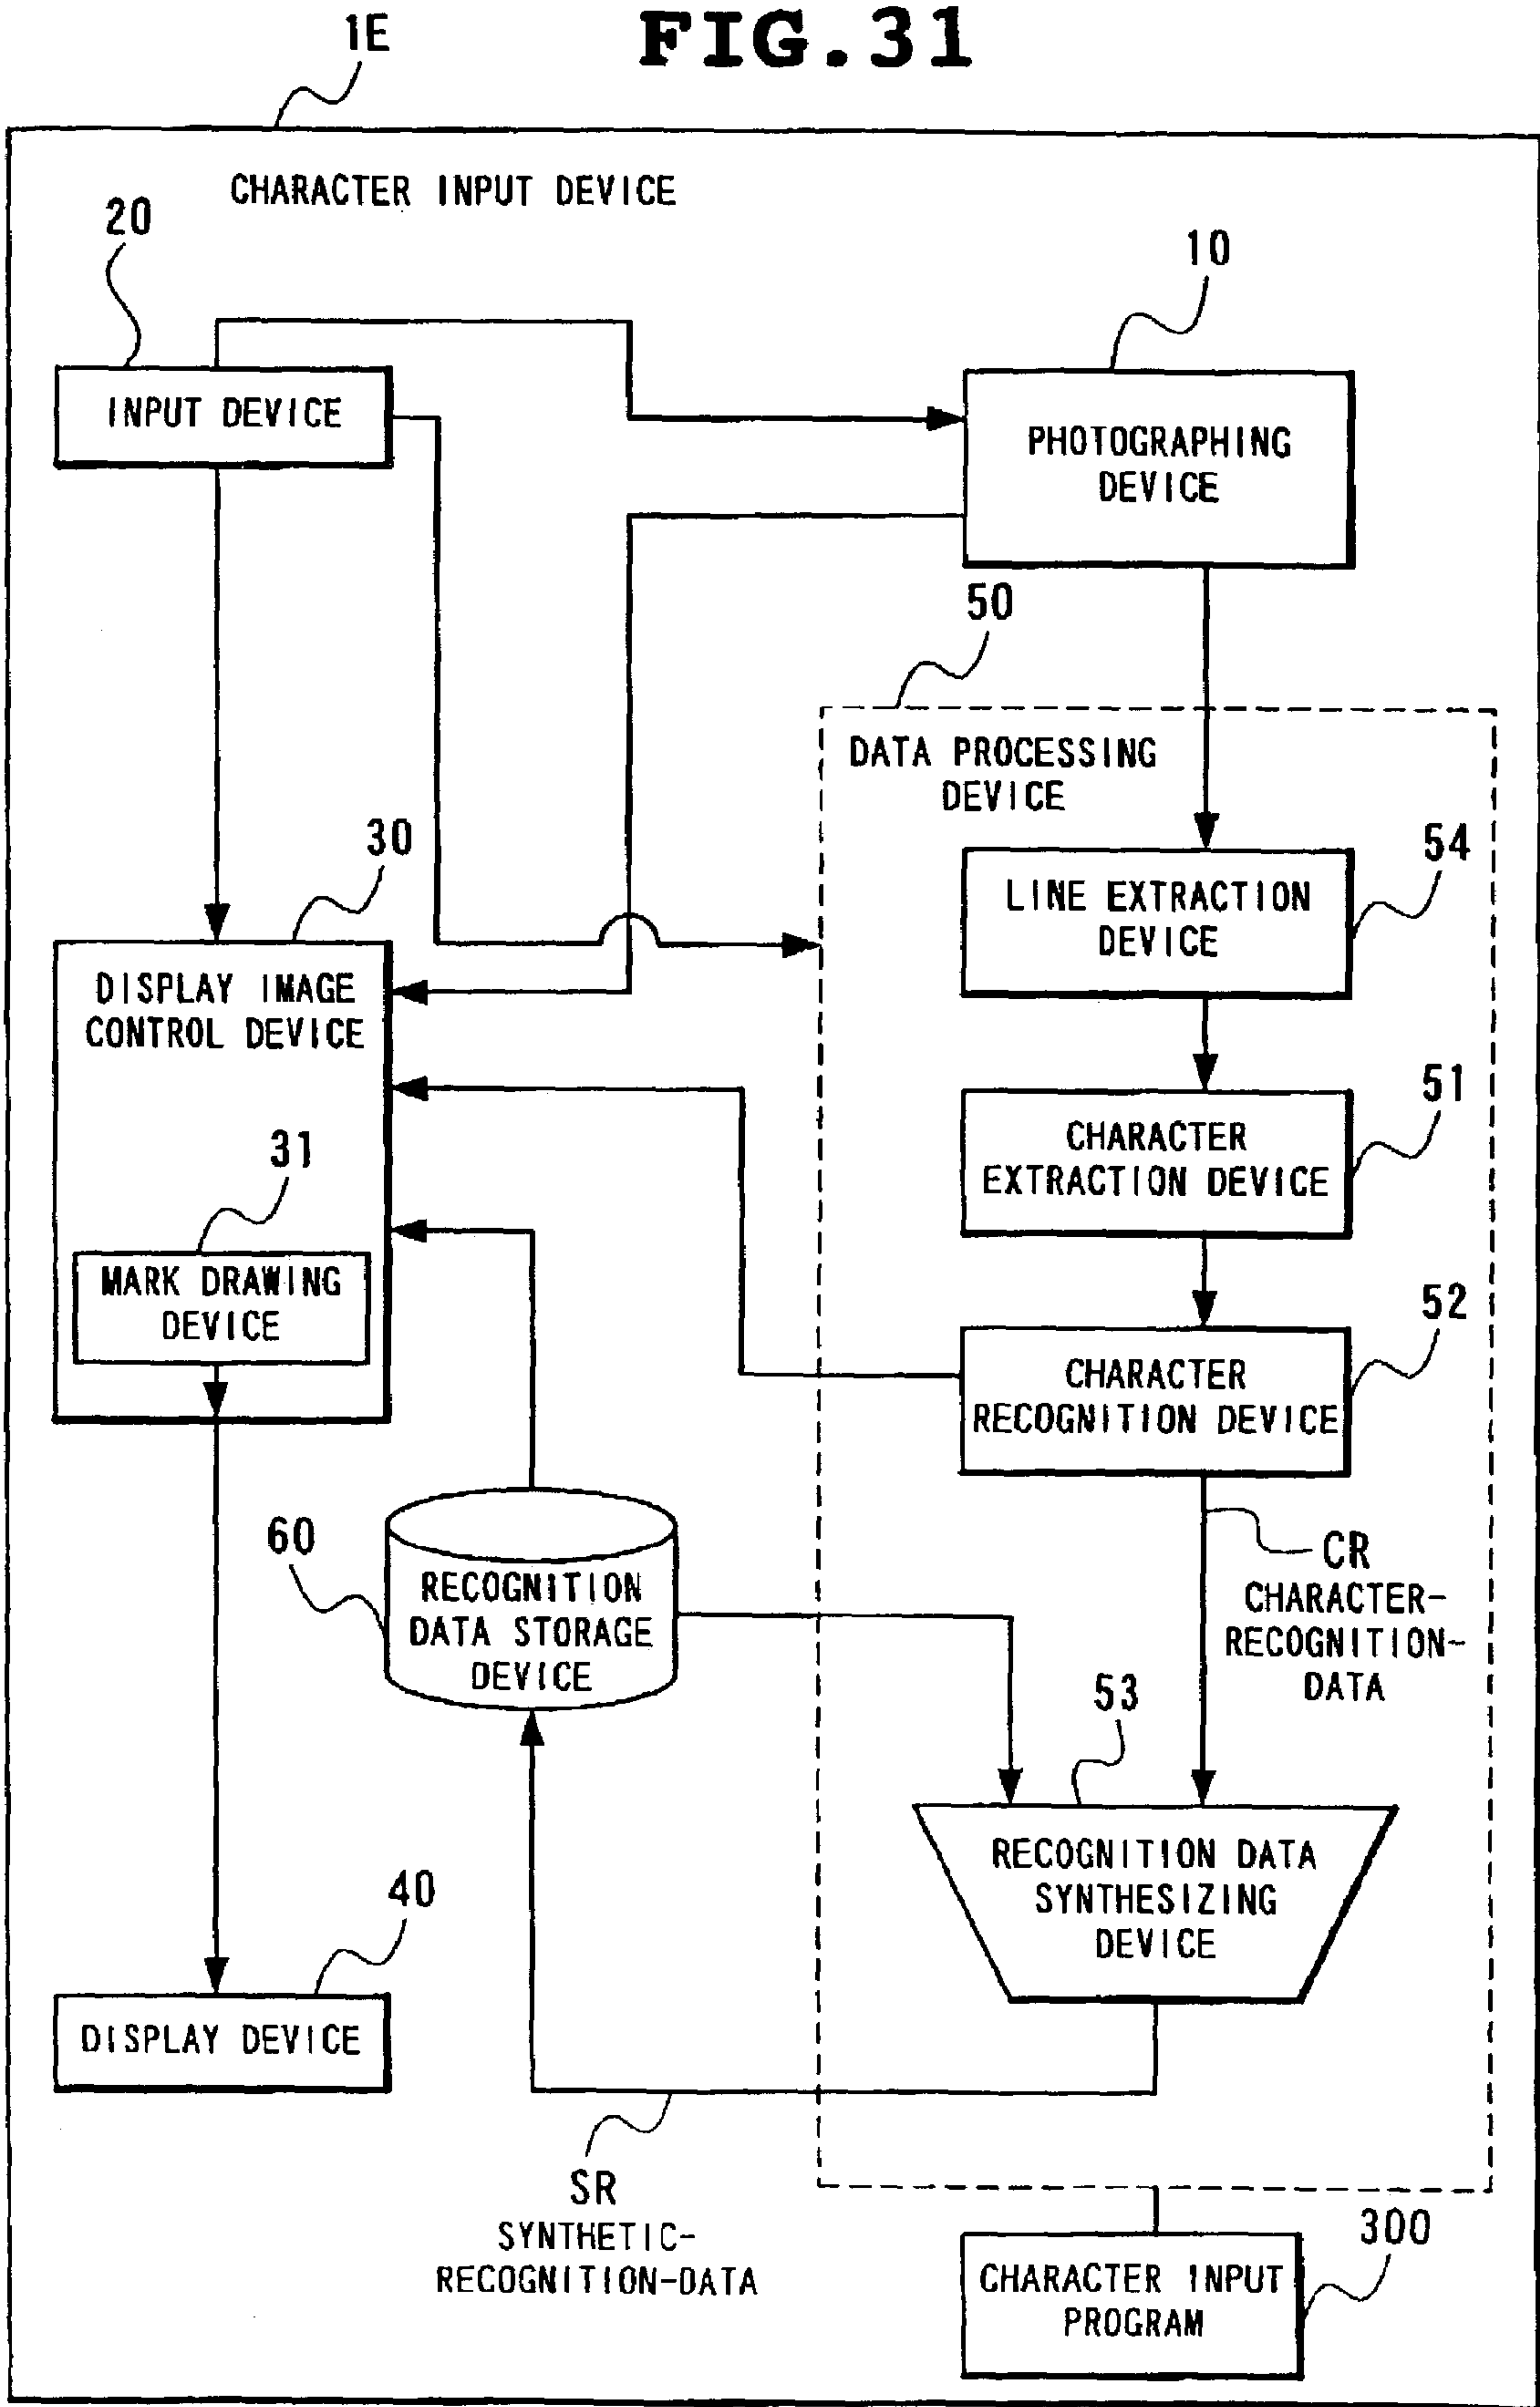 FIG.31
1E
CHARACTER INPUT DEVICE
20
10
INPUT DEVICE
PHOTOGRAPHING
DEVICE
50
DATA PROCESSING
DEVICE
30
54
LINE EXTRACTION
DEVICE
DISPLAY IMAGE
CONTROL DEVICE
51
CHARACTER
EXTRACTION DEVICE
31
MARK DRAWING
DEVICE
52
CHARACTER
RECOGNITION DEVICE
60
RECOGNITION
DATA STORAGE
DEVICE
CR
CHARACTER-
RECOGNITION-
DATA
53
RECOGNITION DATA
SYNTHESIZING
DEVICE
40
DISPLAY DEVICE
SR
SYNTHETIC-
RECOGNITION-DATA
300
CHARACTER INPUT
PROGRAM